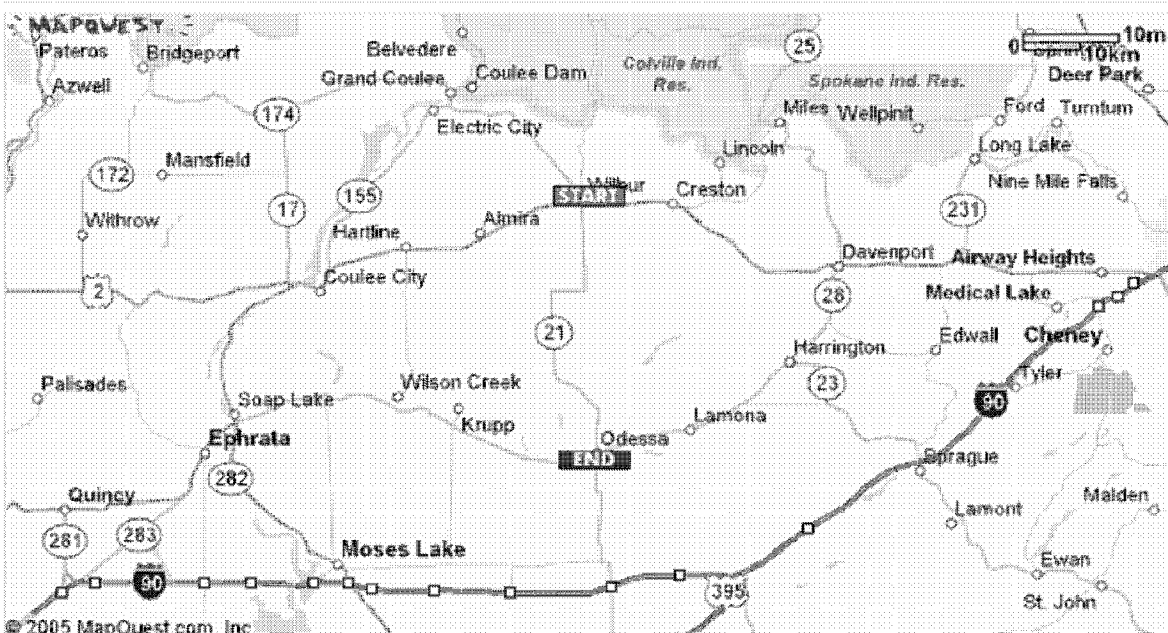 MAPQUEST
Pateros
Bridgeport
Belvedere
25
0
10m
10km
Azwell
Grand Coulee
Coulee Dam
Colville Ind.
Res.
Spokane Ind. Res.
Deer Park
174
Electric City
Miles
Wellpinit
Ford
Tumtum
172
Mansfield
Lincoln
Long Lake
17
155
START
Wilbur
Creston
Nine Mile Falls
Withrow
Hartline
Almira
231
2
Coulee City
Davenport
Airway Heights
28
Medical Lake
21
Harrington
Edwall
Cheney
Palisades
Wilson Creek
23
Tyler
Soap Lake
Krupp
Lamona
90
Ephrata
Odessa
END
Sprague
282
Quincy
Lamont
Malden
281
283
Moses Lake
Ewan
90
395
St. John
© 2005 MapQuest.com, Inc